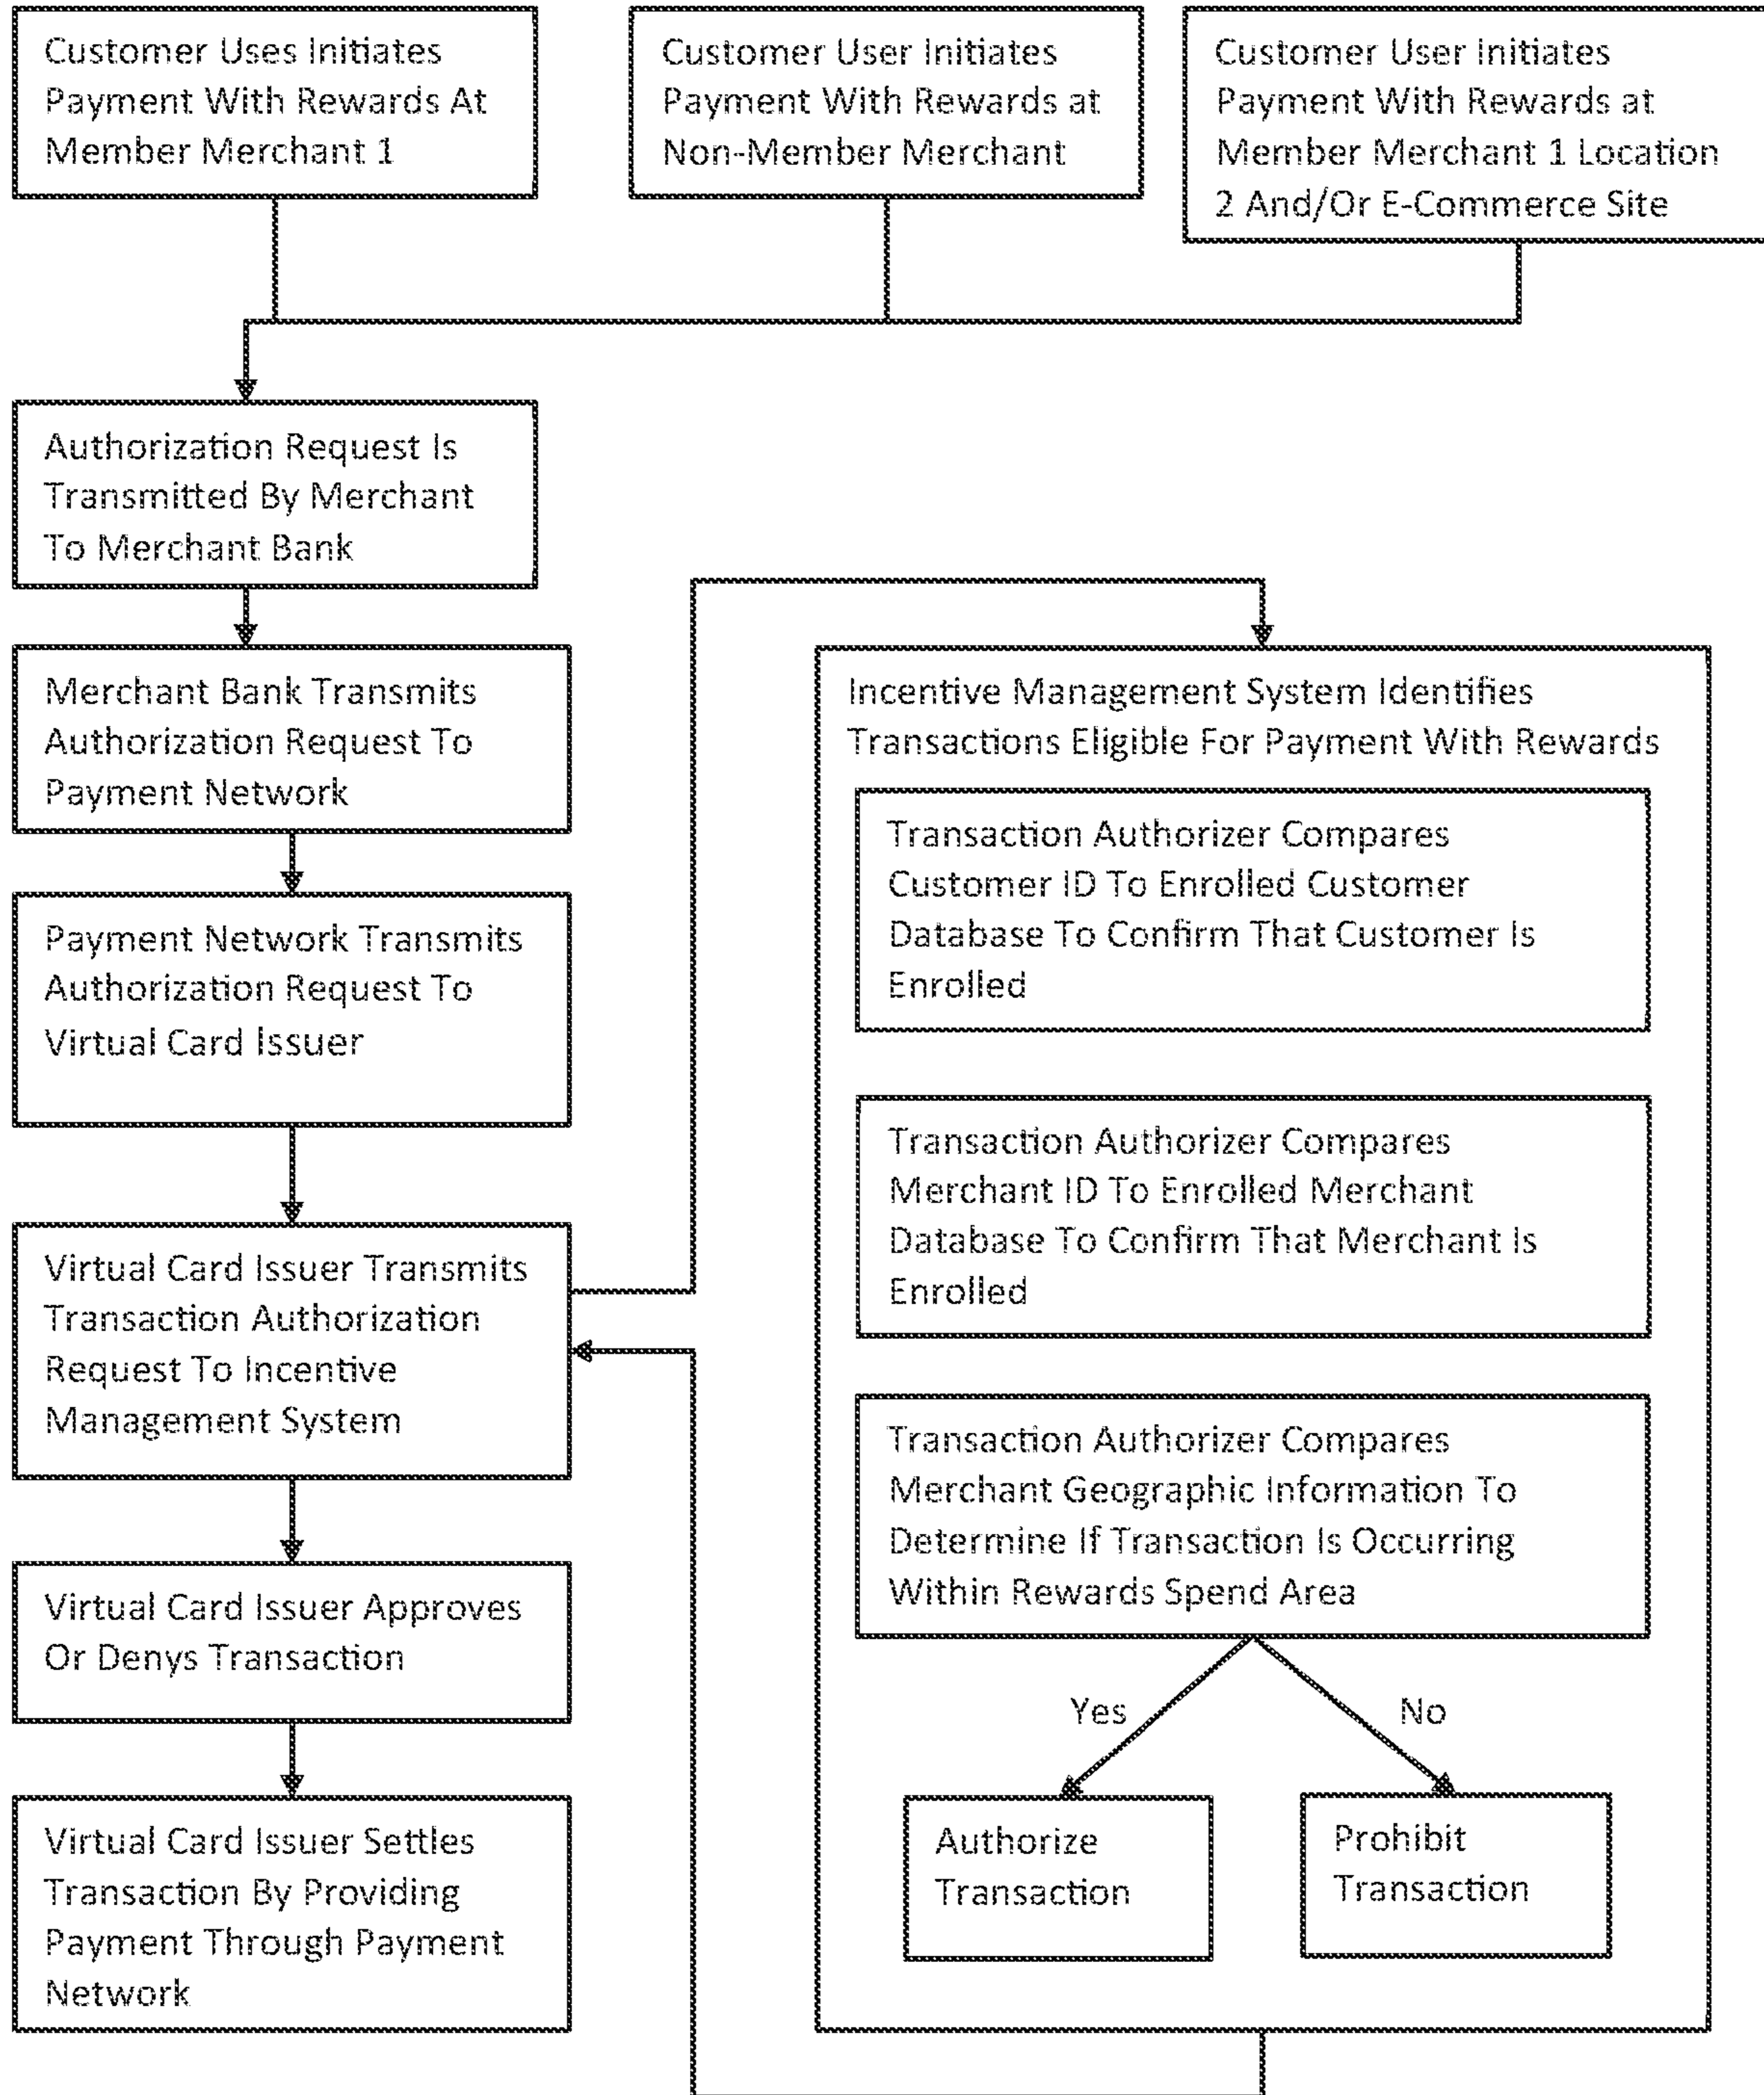 Customer Uses Initiates
Payment With Rewards At
Member Merchant 1
Customer User Initiates
Payment With Rewards at
Non-Member Merchant
Customer User Initiates
Payment With Rewards at
Member Merchant 1 Location
2 And/Or E-Commerce Site
Authorization Request Is
Transmitted By Merchant
To Merchant Bank
Merchant Bank Transmits
Authorization Request To
Payment Network
Payment Network Transmits
Authorization Request To
Virtual Card Issuer
Virtual Card Issuer Transmits
Transaction Authorization
Request To Incentive
Management System
Virtual Card Issuer Approves
Or Denys Transaction
Virtual Card Issuer Settles
Transaction By Providing
Payment Through Payment
Network
Incentive Management System Identifies
Transactions Eligible For Payment With Rewards
Transaction Authorizer Compares
Customer ID To Enrolled Customer
Database To Confirm That Customer Is
Enrolled
Transaction Authorizer Compares
Merchant ID To Enrolled Merchant
Database To Confirm That Merchant Is
Enrolled
Transaction Authorizer Compares
Merchant Geographic Information To
Determine If Transaction Is Occurring
Within Rewards Spend Area
Yes
No
Authorize
Transaction
Prohibit
Transaction